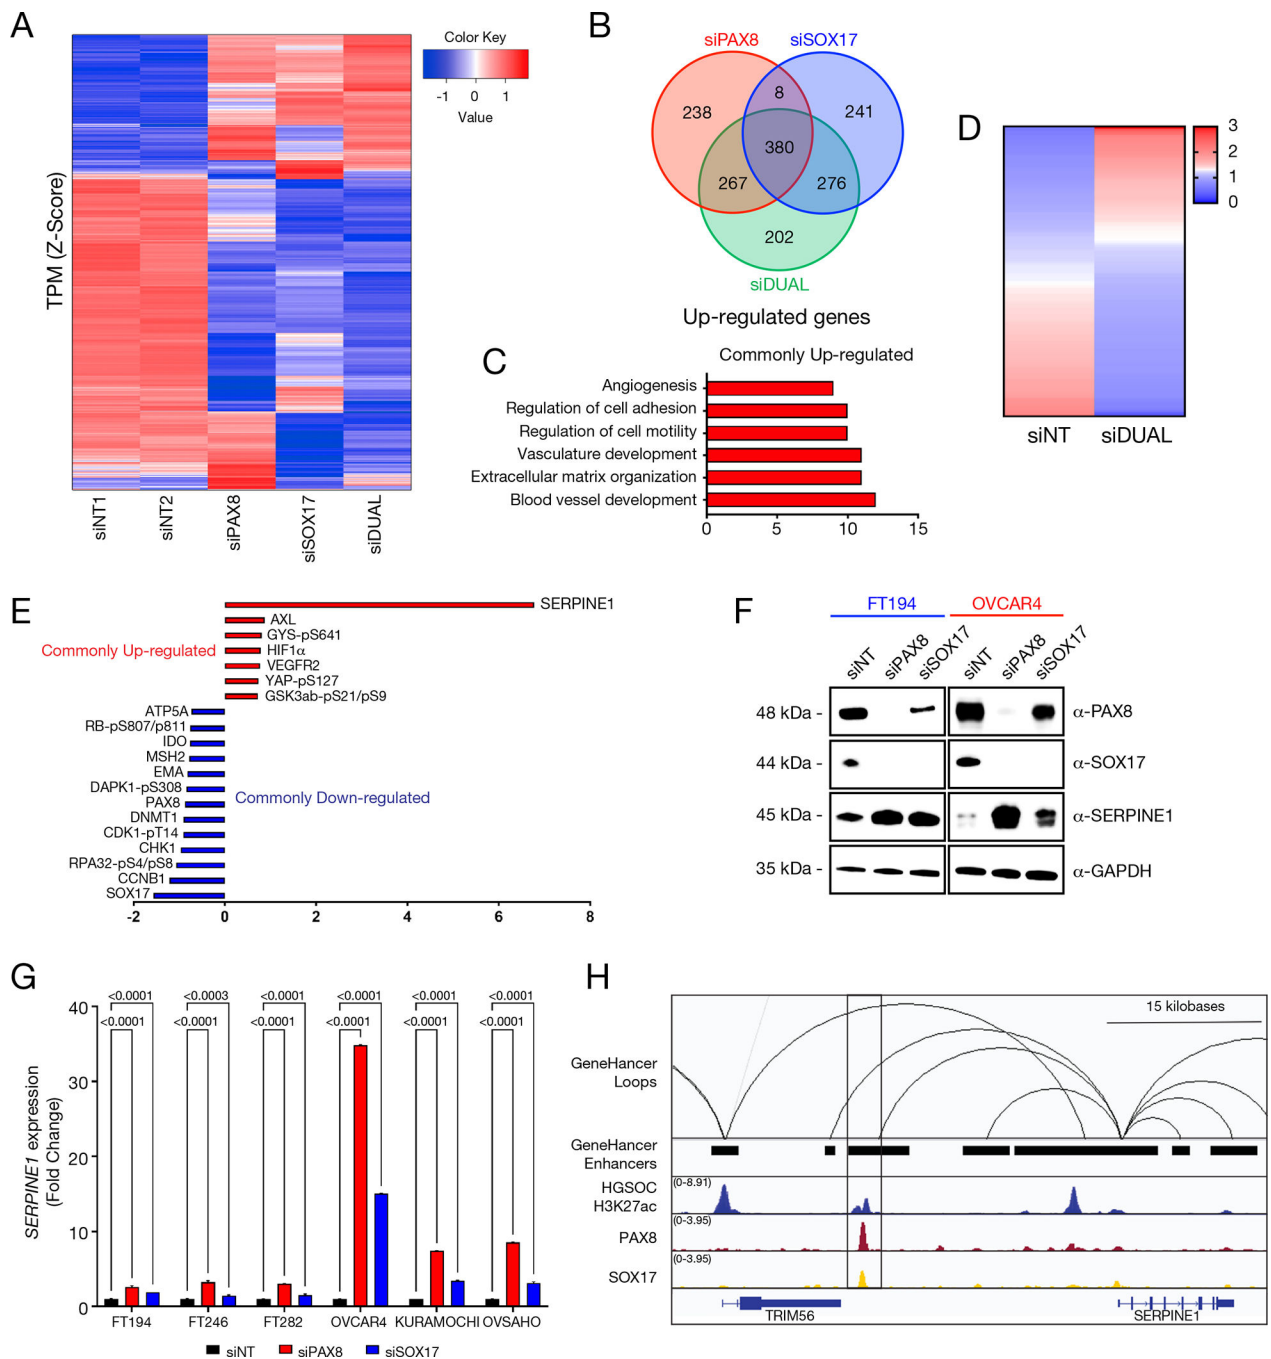 A
Color Key
-1 0 1
Value
TPM (Z-Score)
siNT1
siNT2
siPAX8
siSOX17
siDUAL
B
siPAX8 siSOX17
238
8
241
380
267
276
202
siDUAL
Up-regulated genes
C
Commonly Up-regulated
Angiogenesis
Regulation of cell adhesion
Regulation of cell motility
Vasculature development
Extracellular matrix organization
Blood vessel development
0 5 10 15
D
3
2
1
0
siNT siDUAL
E
SERPINE1
AXL
GYS-pS641
Commonly Up-regulated
HIF1α
VEGFR2
YAP-pS127
GSK3ab-pS21/pS9
ATP5A
RB-pS807/p811
IDO
MSH2
EMA
DAPK1-pS308
Commonly Down-regulated
PAX8
DNMT1
CDK1-pT14
CHK1
RPA32-pS4/pS8
CCNB1
SOX17
-2 0 2 4 6 8
F
FT194 OVCAR4
siNT siPAX8 siSOX17 siNT siPAX8 siSOX17
48 kDa - α-PAX8
44 kDa - α-SOX17
45 kDa - α-SERPINE1
35 kDa - α-GAPDH
G
SERPINE1 expression
(Fold Change)
40
30
20
10
0
<0.0001 <0.0003 <0.0001 <0.0001 <0.0001 <0.0001
<0.0001 <0.0001 <0.0001 <0.0001 <0.0001 <0.0001
FT194 FT246 FT282 OVCAR4 KURAMOCHI OVSAHO
siNT siPAX8 siSOX17
H
15 kilobases
GeneHancer
Loops
GeneHancer
Enhancers
HGSOC
H3K27ac
(0-8.91)
PAX8
(0-3.95)
SOX17
(0-3.95)
TRIM56 SERPINE1